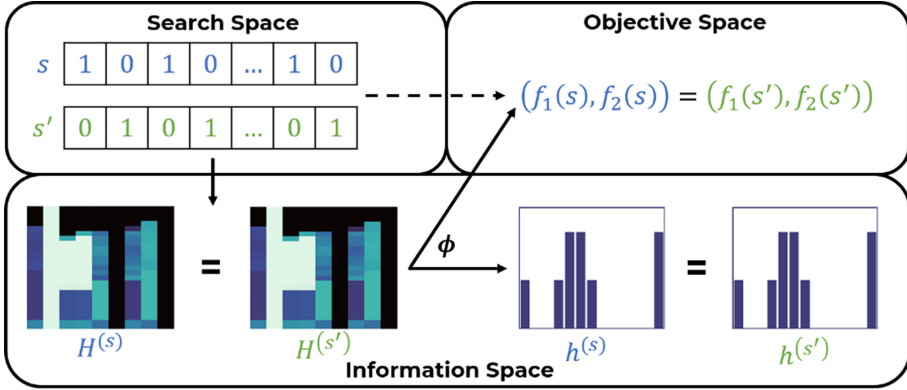 Search Space
Objective Space
s 1 0 1 0 ... 1 0
(f₁(s), f₂(s)) = (f₁(s′), f₂(s′))
s′ 0 1 0 1 ... 0 1
ϕ
= =
H⁽ˢ⁾ H⁽ˢ′⁾ h⁽ˢ⁾ h⁽ˢ′⁾
Information Space